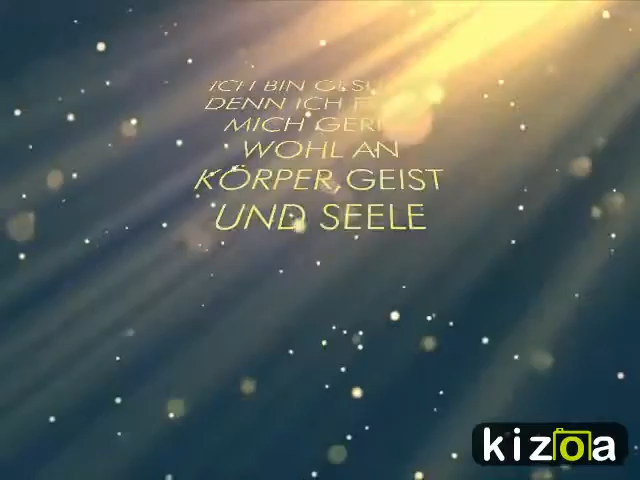 ICH BIN
DENN ICH
MICH
WOHL AN
KÖRPER, GEIST
UND SEELE
kizoa